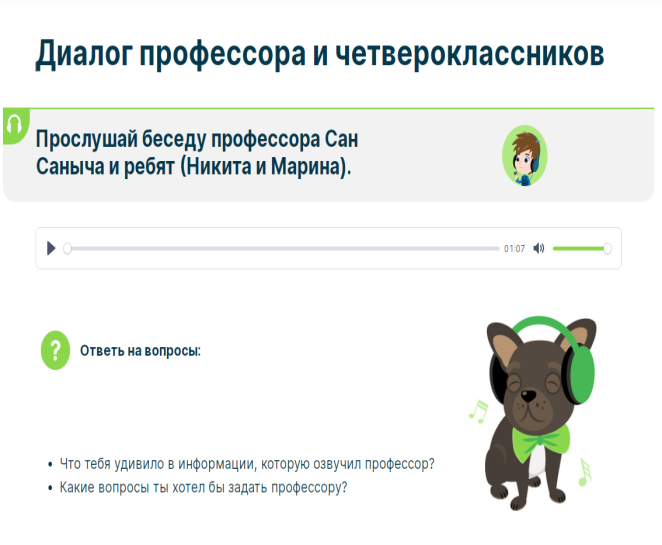 Диалог профессора и четвероклассников
Прослушай беседу профессора Сан
Саныча и ребят (Никита и Марина).
01:07
?
Ответь на вопросы:
• Что тебя удивило в информации, которую озвучил профессор?
• Какие вопросы ты хотел бы задать профессору?